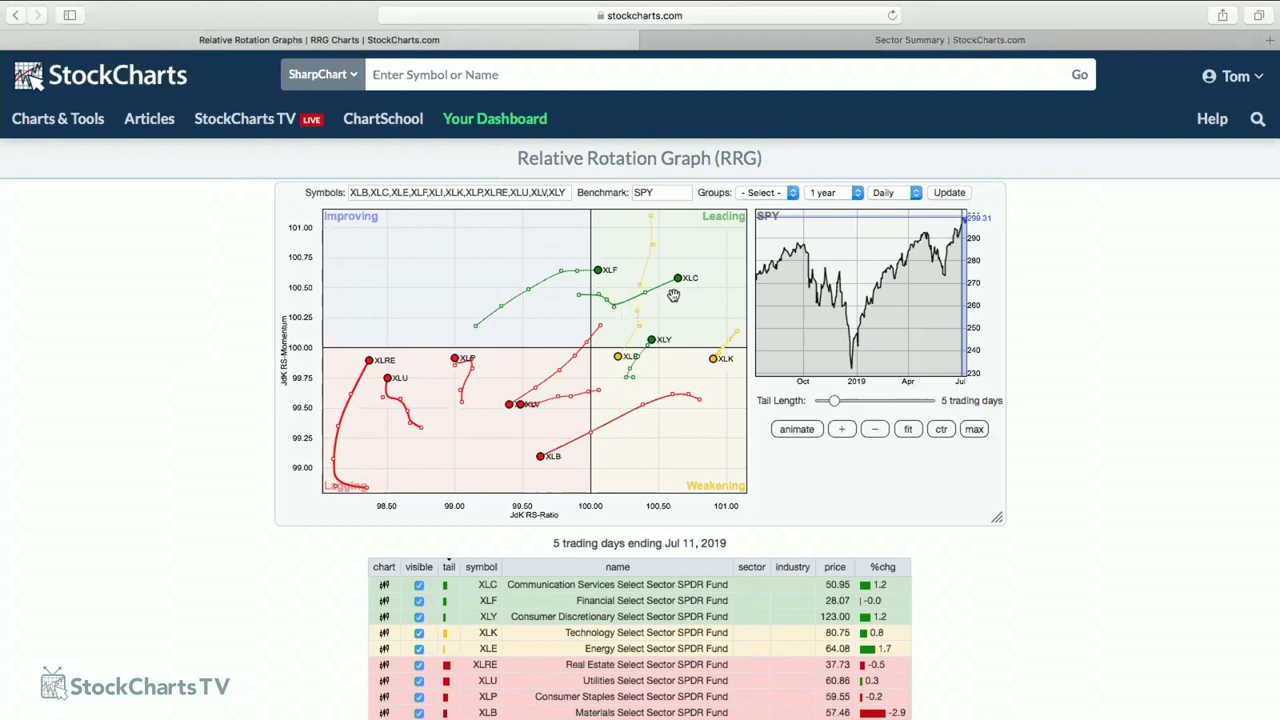 stockcharts.com
Relative Rotation Graphs | RRG Charts | StockCharts.com
Sector Summary | StockCharts.com
StockCharts
SharpChart
Enter Symbol or Name
Go
Tom
Charts & Tools
Articles
StockCharts TV LIVE
ChartSchool
Your Dashboard
Help
Relative Rotation Graph (RRG)
Symbols: XLB,XLC,XLE,XLF,XLI,XLK,XLP,XLRE,XLU,XLV,XLY Benchmark: SPY Groups: - Select - 1 year Daily Update
Improving
Leading
Lagging
Weakening
101.00
100.75
100.50
100.25
100.00
99.75
99.50
99.25
99.00
JdK RS-Momentum
XLF
XLC
XLY
XLK
XLRE
XLU
XLB
98.50 99.00 99.50 100.00 100.50 101.00
JdK RS-Ratio
SPY
299.31
290
280
270
260
250
240
230
Oct 2019 Apr Jul
Tail Length: 5 trading days
animate + − fit ctr max
5 trading days ending Jul 11, 2019
chart visible tail symbol name sector industry price %chg
XLC Communication Services Select Sector SPDR Fund 50.95 1.2
XLF Financial Select Sector SPDR Fund 28.07 -0.0
XLY Consumer Discretionary Select Sector SPDR Fund 123.00 1.2
XLK Technology Select Sector SPDR Fund 80.75 0.8
XLE Energy Select Sector SPDR Fund 64.08 1.7
XLRE Real Estate Select Sector SPDR Fund 37.73 -0.5
XLU Utilities Select Sector SPDR Fund 60.86 0.3
XLP Consumer Staples Select Sector SPDR Fund 59.55 -0.2
XLB Materials Select Sector SPDR Fund 57.46 -2.9
StockCharts TV